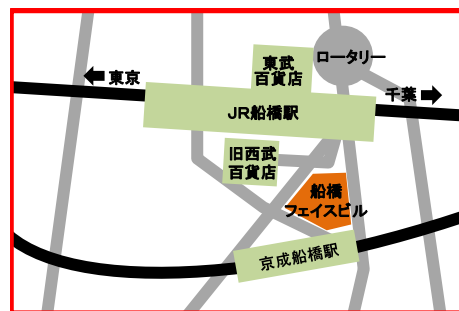 ロータリー
東武
百貨店
東京
千葉
JR船橋駅
旧西武
百貨店
船橋
フェイスビル
京成船橋駅